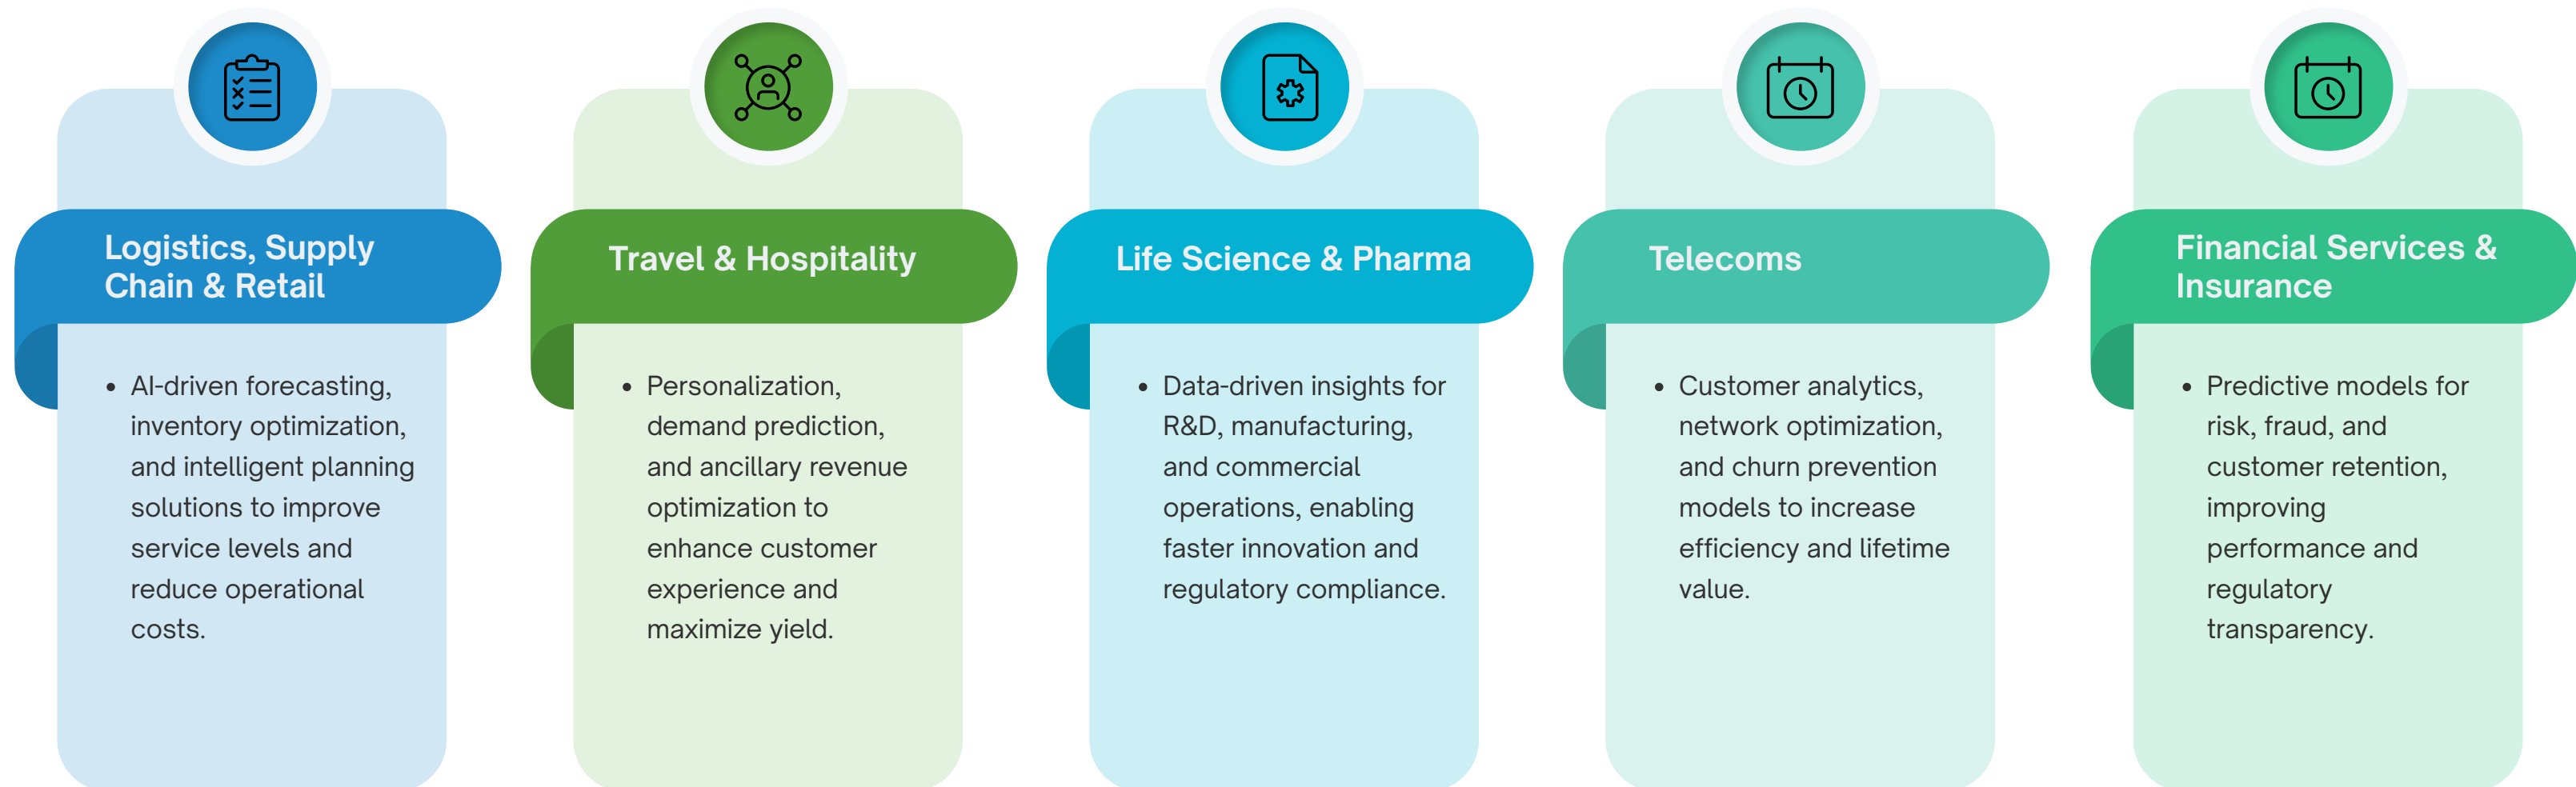 Logistics, Supply
Chain & Retail
• AI-driven forecasting,
inventory optimization,
and intelligent planning
solutions to improve
service levels and
reduce operational
costs.
Travel & Hospitality
• Personalization,
demand prediction,
and ancillary revenue
optimization to
enhance customer
experience and
maximize yield.
Life Science & Pharma
• Data-driven insights for
R&D, manufacturing,
and commercial
operations, enabling
faster innovation and
regulatory compliance.
Telecoms
• Customer analytics,
network optimization,
and churn prevention
models to increase
efficiency and lifetime
value.
Financial Services &
Insurance
• Predictive models for
risk, fraud, and
customer retention,
improving
performance and
regulatory
transparency.